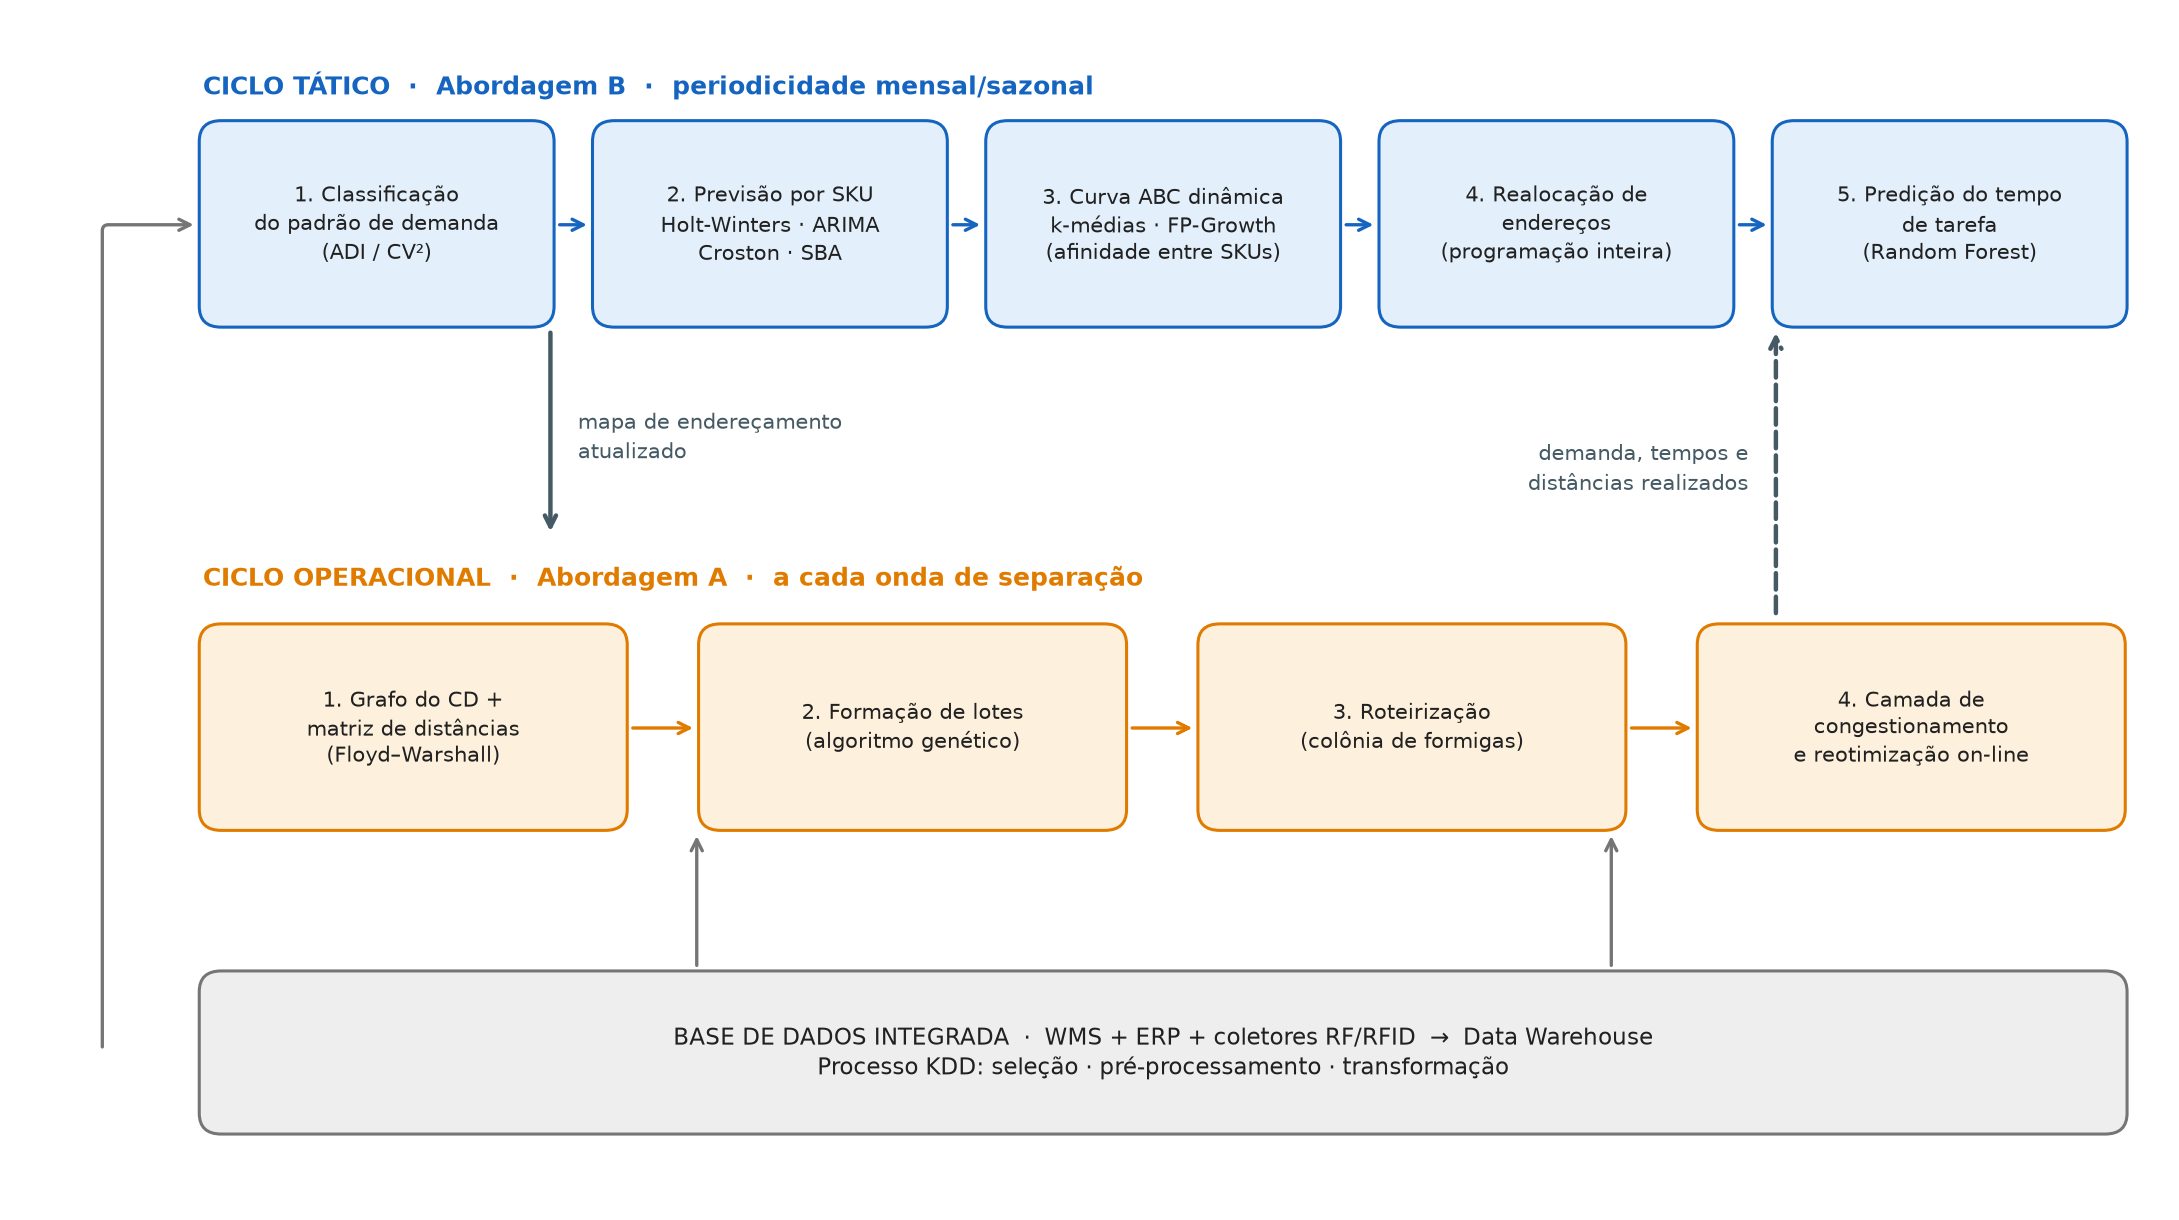 CICLO TÁTICO · Abordagem B · periodicidade mensal/sazonal
1. Classificação
do padrão de demanda
(ADI / CV²)
2. Previsão por SKU
Holt-Winters · ARIMA
Croston · SBA
3. Curva ABC dinâmica
k-médias · FP-Growth
(afinidade entre SKUs)
4. Realocação de
endereços
(programação inteira)
5. Predição do tempo
de tarefa
(Random Forest)
mapa de endereçamento
atualizado
demanda, tempos e
distâncias realizados
CICLO OPERACIONAL · Abordagem A · a cada onda de separação
1. Grafo do CD +
matriz de distâncias
(Floyd–Warshall)
2. Formação de lotes
(algoritmo genético)
3. Roteirização
(colônia de formigas)
4. Camada de
congestionamento
e reotimização on-line
BASE DE DADOS INTEGRADA · WMS + ERP + coletores RF/RFID → Data Warehouse
Processo KDD: seleção · pré-processamento · transformação